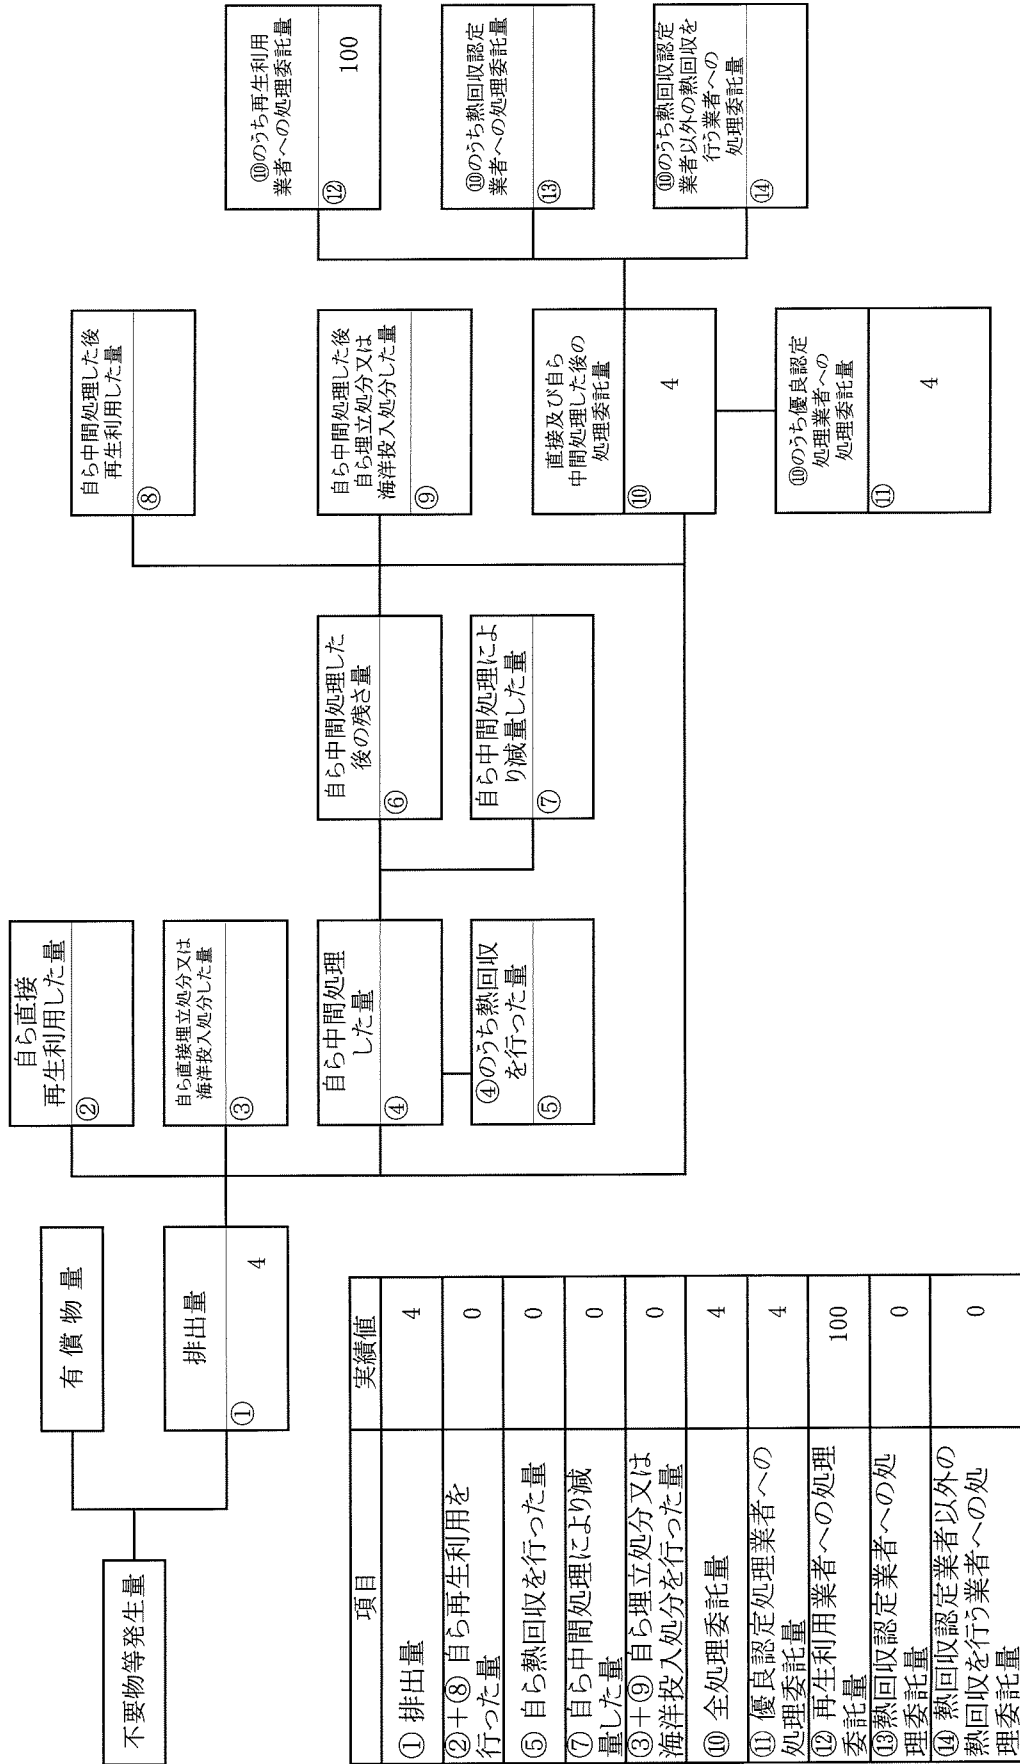 不要物等発生量
有償物量
排出量
①
4
自ら直接
再生利用した量
②
自ら直接埋立処分又は
海洋投入処分した量
③
自ら中間処理
した量
④
④のうち熱回収
を行った量
⑤
自ら中間処理した
後の残さ量
⑥
自ら中間処理によ
り減量した量
⑦
自ら中間処理した後
再生利用した量
⑧
自ら中間処理した後
自ら埋立処分又は
海洋投入処分した量
⑨
直接及び自ら
中間処理した後の
処理委託量
⑩
4
⑩のうち優良認定
処理業者への
処理委託量
⑪
4
⑩のうち再生利用
業者への処理委託量
⑫
100
⑩のうち熱回収認定
業者への処理委託量
⑬
⑩のうち熱回収認定
業者以外の熱回収を
行う業者への
処理委託量
⑭
項目 実績値
①排出量 4
②+⑧ 自ら再生利用を
行った量 0
⑤ 自ら熱回収を行った量 0
⑦ 自ら中間処理により減
量した量 0
③+⑨ 自ら埋立処分又は
海洋投入処分を行った量 0
⑩ 全処理委託量 4
⑪ 優良認定処理業者への
処理委託量 4
⑫ 再生利用業者への処理
委託量 100
⑬熱回収認定業者への処
理委託量 0
⑭ 熱回収認定業者以外の
熱回収を行う業者への処
理委託量 0